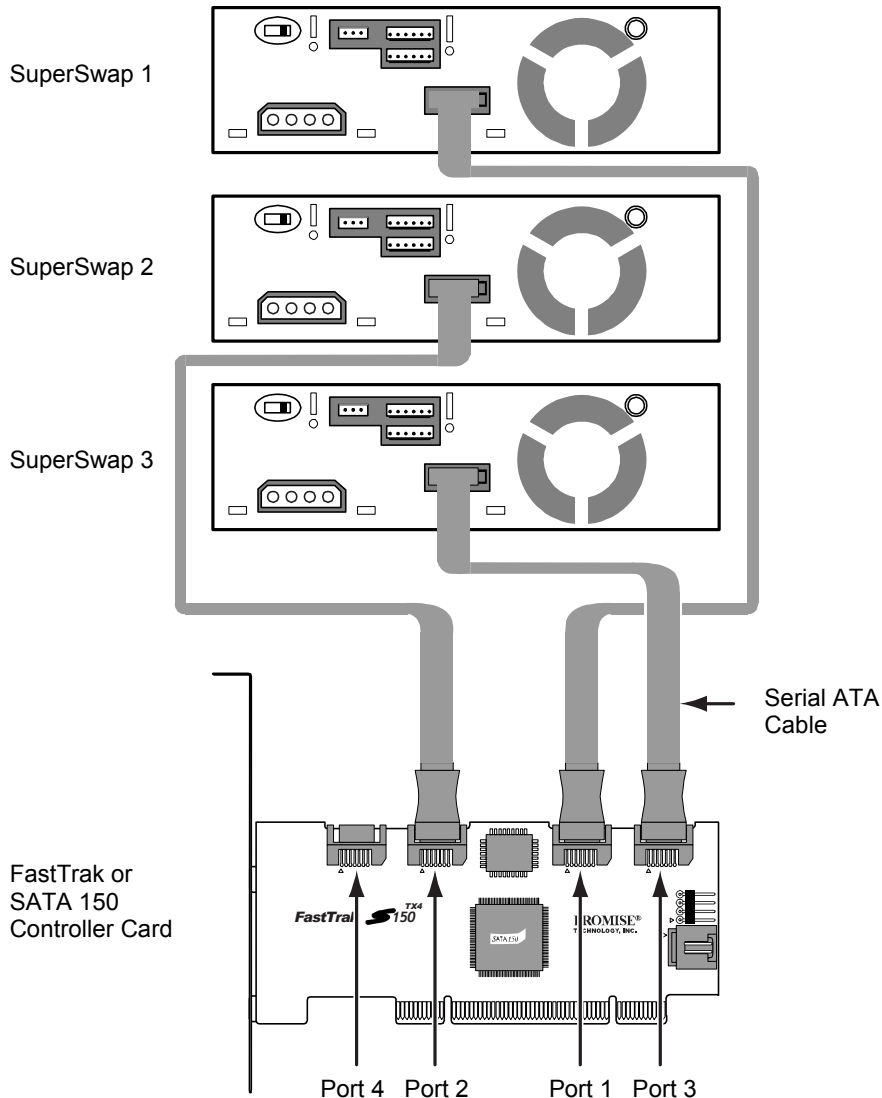 SuperSwap 1
SuperSwap 2
SuperSwap 3
Serial ATA
Cable
FastTrak or
SATA 150
Controller Card
FastTrak
TX4
150
SATA150
PROMISE®
TECHNOLOGY, INC.
Port 4
Port 2
Port 1
Port 3